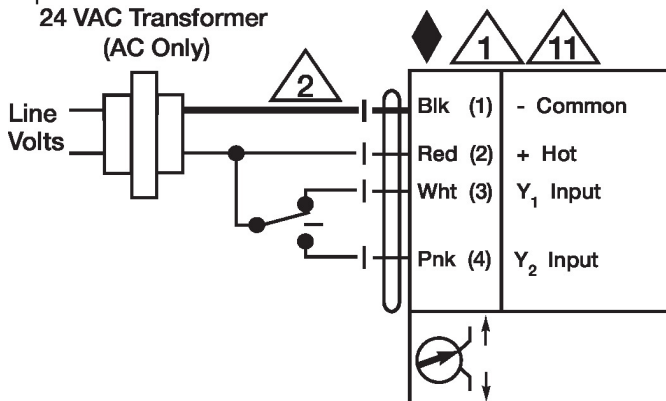 24 VAC Transformer
(AC Only)
Line
Volts
2
1
11
Blk (1) - Common
Red (2) + Hot
Wht (3) Y1 Input
Pnk (4) Y2 Input